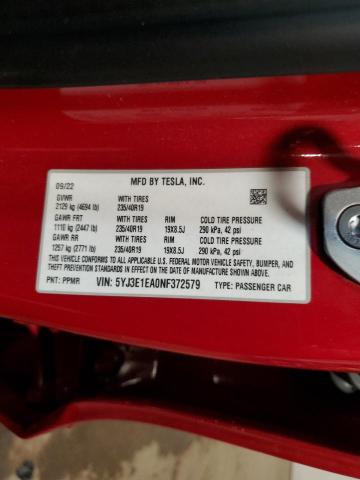 MFD BY TESLA, INC.
09/22
GVWR WITH TIRES
2129 kg (4694 lb) 235/40R19
GAWR FRT WITH TIRES RIM COLD TIRE PRESSURE
1110 kg (2447 lb) 235/40R19 19X8.5J 290 kPa, 42 psi
GAWR RR WITH TIRES RIM COLD TIRE PRESSURE
1257 kg (2771 lb) 235/40R19 19X8.5J 290 kPa, 42 psi
THIS VEHICLE CONFORMS TO ALL APPLICABLE U.S. FEDERAL MOTOR VEHICLE SAFETY, BUMPER, AND
THEFT PREVENTION STANDARDS IN EFFECT ON THE DATE OF MANUFACTURE SHOWN ABOVE.
PNT: PPMR VIN: 5YJ3E1EA0NF372579 TYPE: PASSENGER CAR